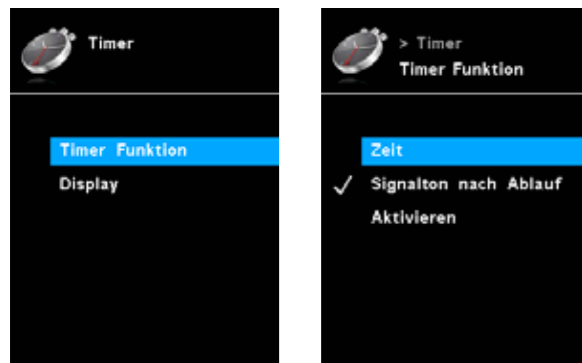 Timer
Timer Funktion
Display
> Timer
Timer Funktion
Zeit
Signalton nach Ablauf
Aktivieren